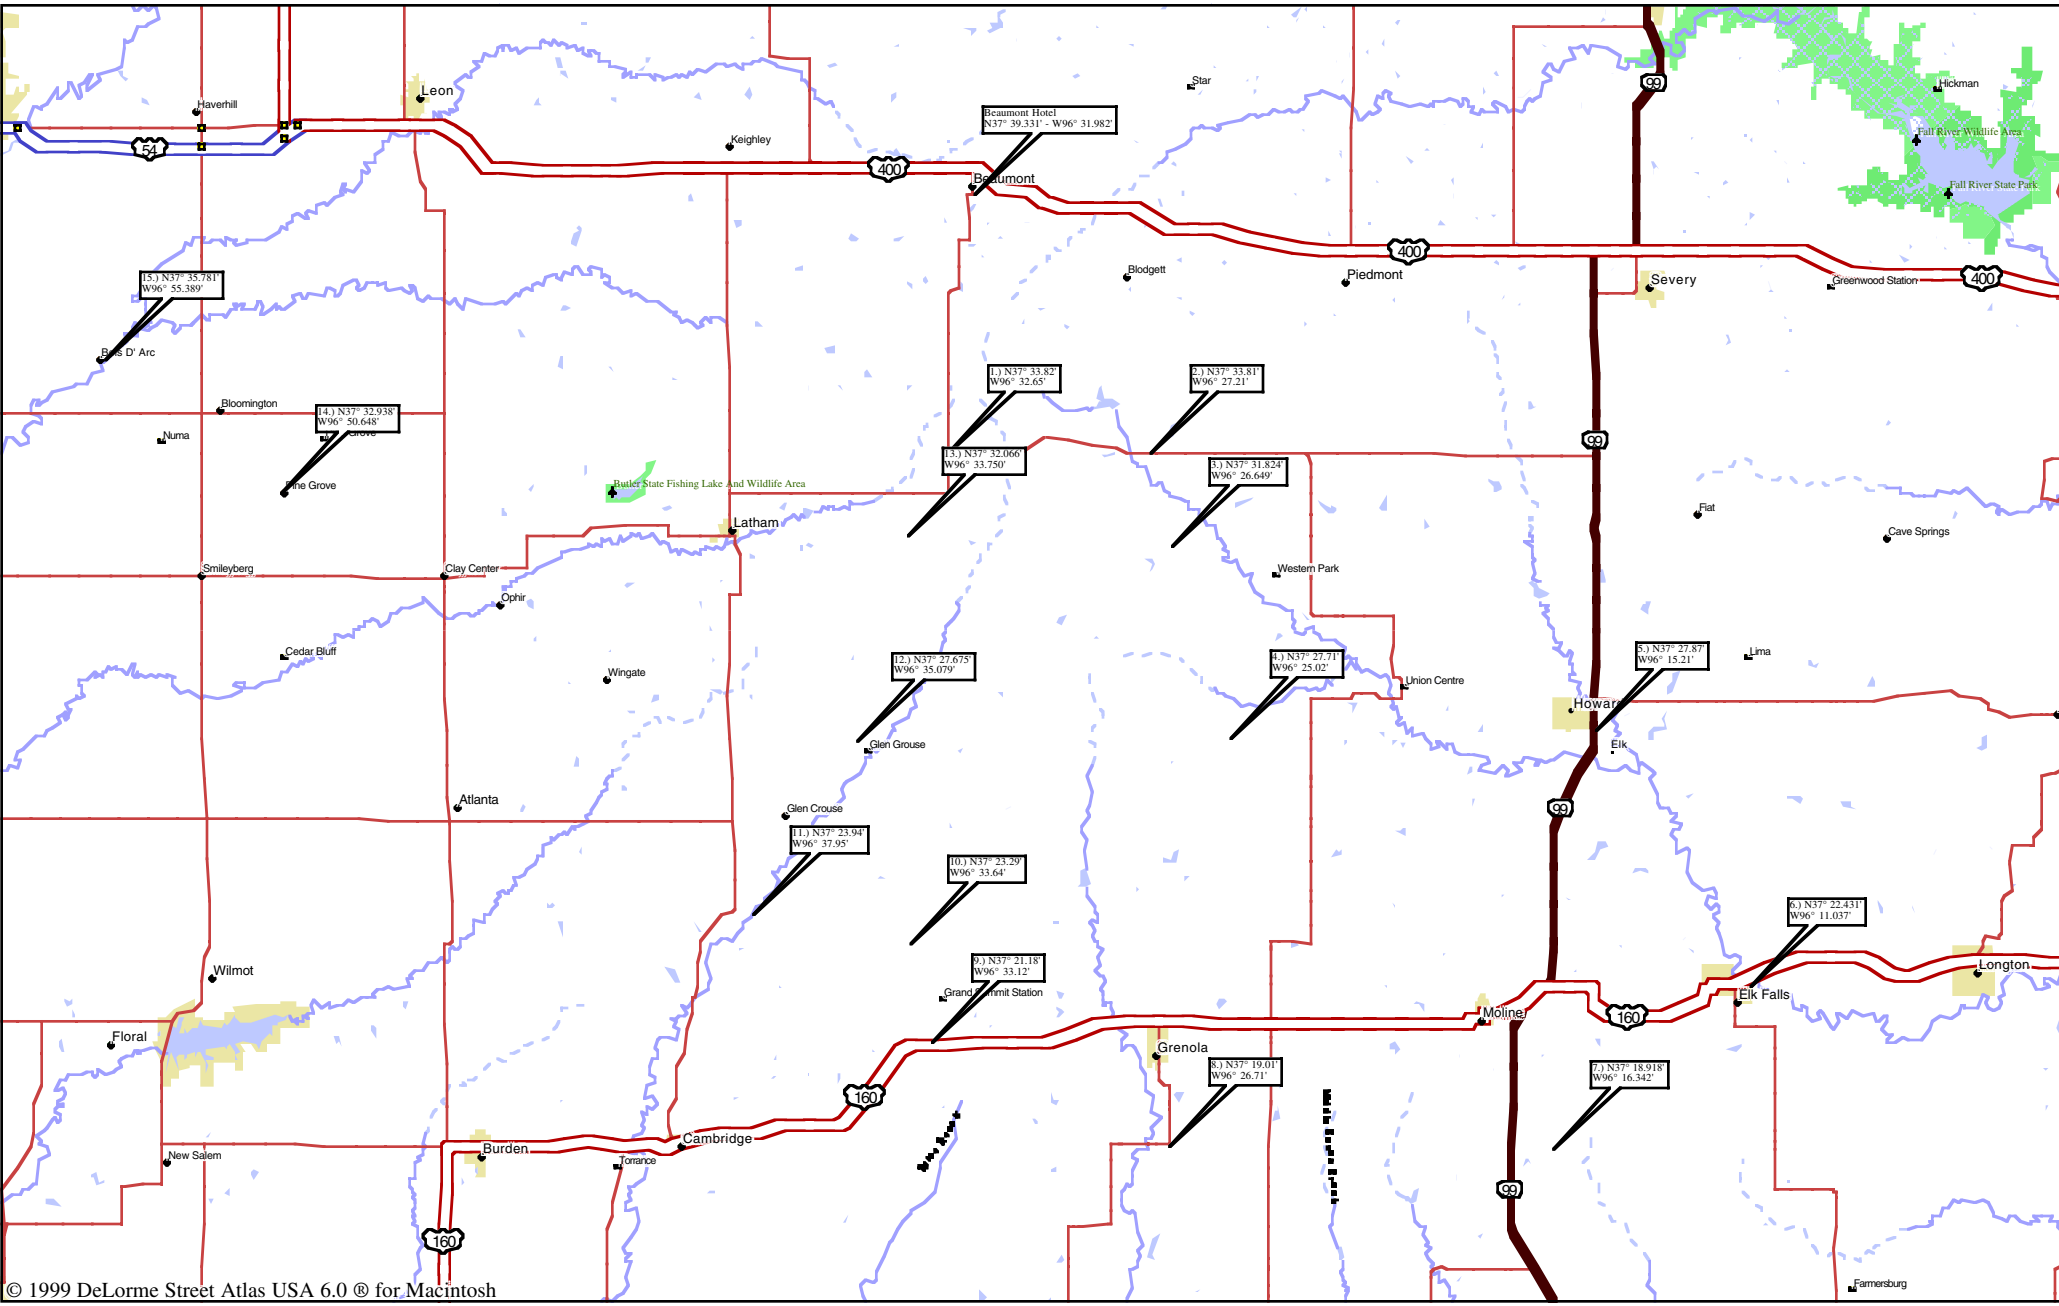 Star
Hickman
99
Leon
Haverhill
Beaumont Hotel
N37° 39.331' - W96° 31.982'
Fall River Wildlife Area
Keighley
54
400
Beaumont
Fall River State Park
400
Blodgett
Piedmont
Severy
Greenwood Station
400
15.) N37° 35.781'
W96° 55.389'
Bois D' Arc
1.) N37° 33.82'
W96° 32.65'
2.) N37° 33.81'
W96° 27.21'
Bloomington
14.) N37° 32.938'
W96° 50.648'
Grove
Numa
99
13.) N37° 32.066'
W96° 33.750'
3.) N37° 31.824'
W96° 26.649'
Pine Grove
Butler State Fishing Lake And Wildlife Area
Latham
Fiat
Cave Springs
Smileyberg
Clay Center
Western Park
Ophir
Cedar Bluff
Wingate
12.) N37° 27.675'
W96° 35.079'
4.) N37° 27.71'
W96° 25.02'
5.) N37° 27.87'
W96° 15.21'
Lima
Union Centre
Howard
Glen Grouse
Elk
Atlanta
Glen Crouse
99
11.) N37° 23.94'
W96° 37.95'
10.) N37° 23.29'
W96° 33.64'
6.) N37° 22.431'
W96° 11.037'
Wilmot
9.) N37° 21.18'
W96° 33.12'
Longton
Grand Summit Station
Elk Falls
Moline
160
Floral
Grenola
8.) N37° 19.01'
W96° 26.71'
7.) N37° 18.918'
W96° 16.342'
160
Cambridge
Burden
New Salem
Torrance
99
160
Farmersburg
© 1999 DeLorme Street Atlas USA 6.0 ® for Macintosh